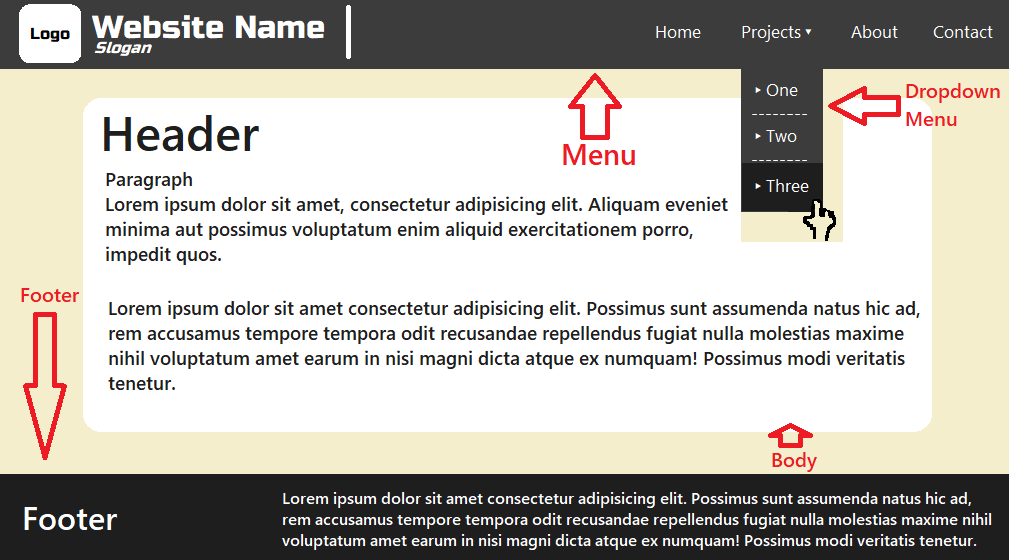 Logo
Website Name
Slogan
Home
Projects ▾
About
Contact
‣ One
--------
‣ Two
--------
‣ Three
Dropdown
Menu
Menu
Header
Paragraph
Lorem ipsum dolor sit amet, consectetur adipisicing elit. Aliquam eveniet
minima aut possimus voluptatum enim aliquid exercitationem porro,
impedit quos.
Lorem ipsum dolor sit amet consectetur adipisicing elit. Possimus sunt assumenda natus hic ad,
rem accusamus tempore tempora odit recusandae repellendus fugiat nulla molestias maxime
nihil voluptatum amet earum in nisi magni dicta atque ex numquam! Possimus modi veritatis
tenetur.
Footer
Body
Footer
Lorem ipsum dolor sit amet consectetur adipisicing elit. Possimus sunt assumenda natus hic ad,
rem accusamus tempore tempora odit recusandae repellendus fugiat nulla molestias maxime nihil
voluptatum amet earum in nisi magni dicta atque ex numquam! Possimus modi veritatis tenetur.